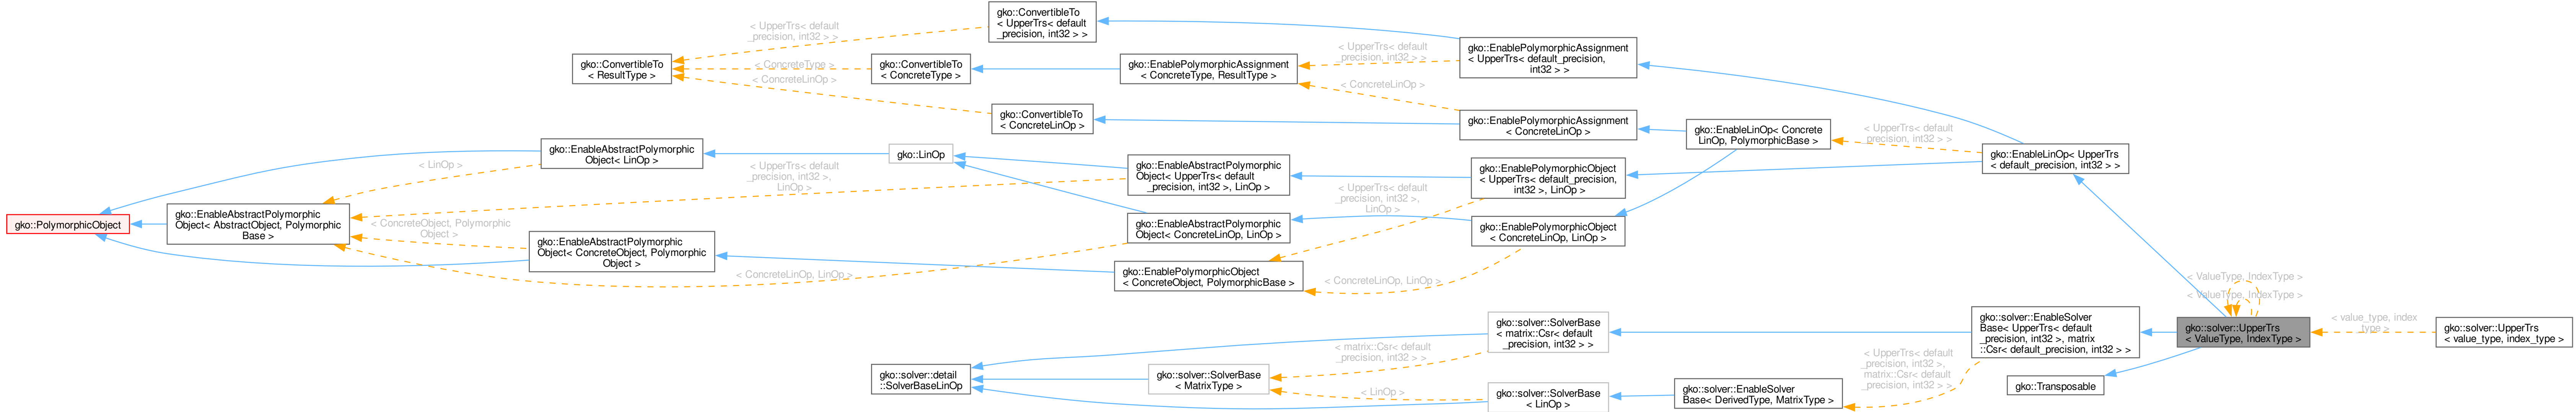 gko::ConvertibleTo
< UpperTrs< default
_precision, int32 > >
< UpperTrs< default
_precision, int32 > >
gko::ConvertibleTo
< ResultType >
< ConcreteType >
gko::ConvertibleTo
< ConcreteType >
< ConcreteLinOp >
gko::EnablePolymorphicAssignment
< ConcreteType, ResultType >
< UpperTrs< default
_precision, int32 > >
gko::EnablePolymorphicAssignment
< UpperTrs< default_precision,
int32 > >
< ConcreteLinOp >
gko::ConvertibleTo
< ConcreteLinOp >
gko::EnablePolymorphicAssignment
< ConcreteLinOp >
gko::EnableLinOp< Concrete
LinOp, PolymorphicBase >
< UpperTrs< default
_precision, int32 > >
gko::EnableLinOp< UpperTrs
< default_precision, int32 > >
gko::EnableAbstractPolymorphic
Object< LinOp >
gko::LinOp
< LinOp >
< UpperTrs< default
_precision, int32 >,
LinOp >
gko::EnableAbstractPolymorphic
Object< UpperTrs< default
_precision, int32 >, LinOp >
gko::EnablePolymorphicObject
< UpperTrs< default_precision,
int32 >, LinOp >
< UpperTrs< default
_precision, int32 >,
LinOp >
gko::PolymorphicObject
gko::EnableAbstractPolymorphic
Object< AbstractObject, Polymorphic
Base >
< ConcreteObject, Polymorphic
Object >
gko::EnableAbstractPolymorphic
Object< ConcreteLinOp, LinOp >
gko::EnablePolymorphicObject
< ConcreteLinOp, LinOp >
gko::EnableAbstractPolymorphic
Object< ConcreteObject, Polymorphic
Object >
< ConcreteLinOp, LinOp >
gko::EnablePolymorphicObject
< ConcreteObject, PolymorphicBase >
< ConcreteLinOp, LinOp >
< ValueType, IndexType >
< ValueType, IndexType >
gko::solver::SolverBase
< matrix::Csr< default
_precision, int32 > >
gko::solver::EnableSolver
Base< UpperTrs< default
_precision, int32 >, matrix
::Csr< default_precision, int32 > >
gko::solver::UpperTrs
< ValueType, IndexType >
< value_type, index
_type >
gko::solver::UpperTrs
< value_type, index_type >
< matrix::Csr< default
_precision, int32 > >
gko::solver::detail
::SolverBaseLinOp
gko::solver::SolverBase
< MatrixType >
< LinOp >
gko::solver::SolverBase
< LinOp >
gko::solver::EnableSolver
Base< DerivedType, MatrixType >
< UpperTrs< default
_precision, int32 >,
matrix::Csr< default
_precision, int32 > >
gko::Transposable